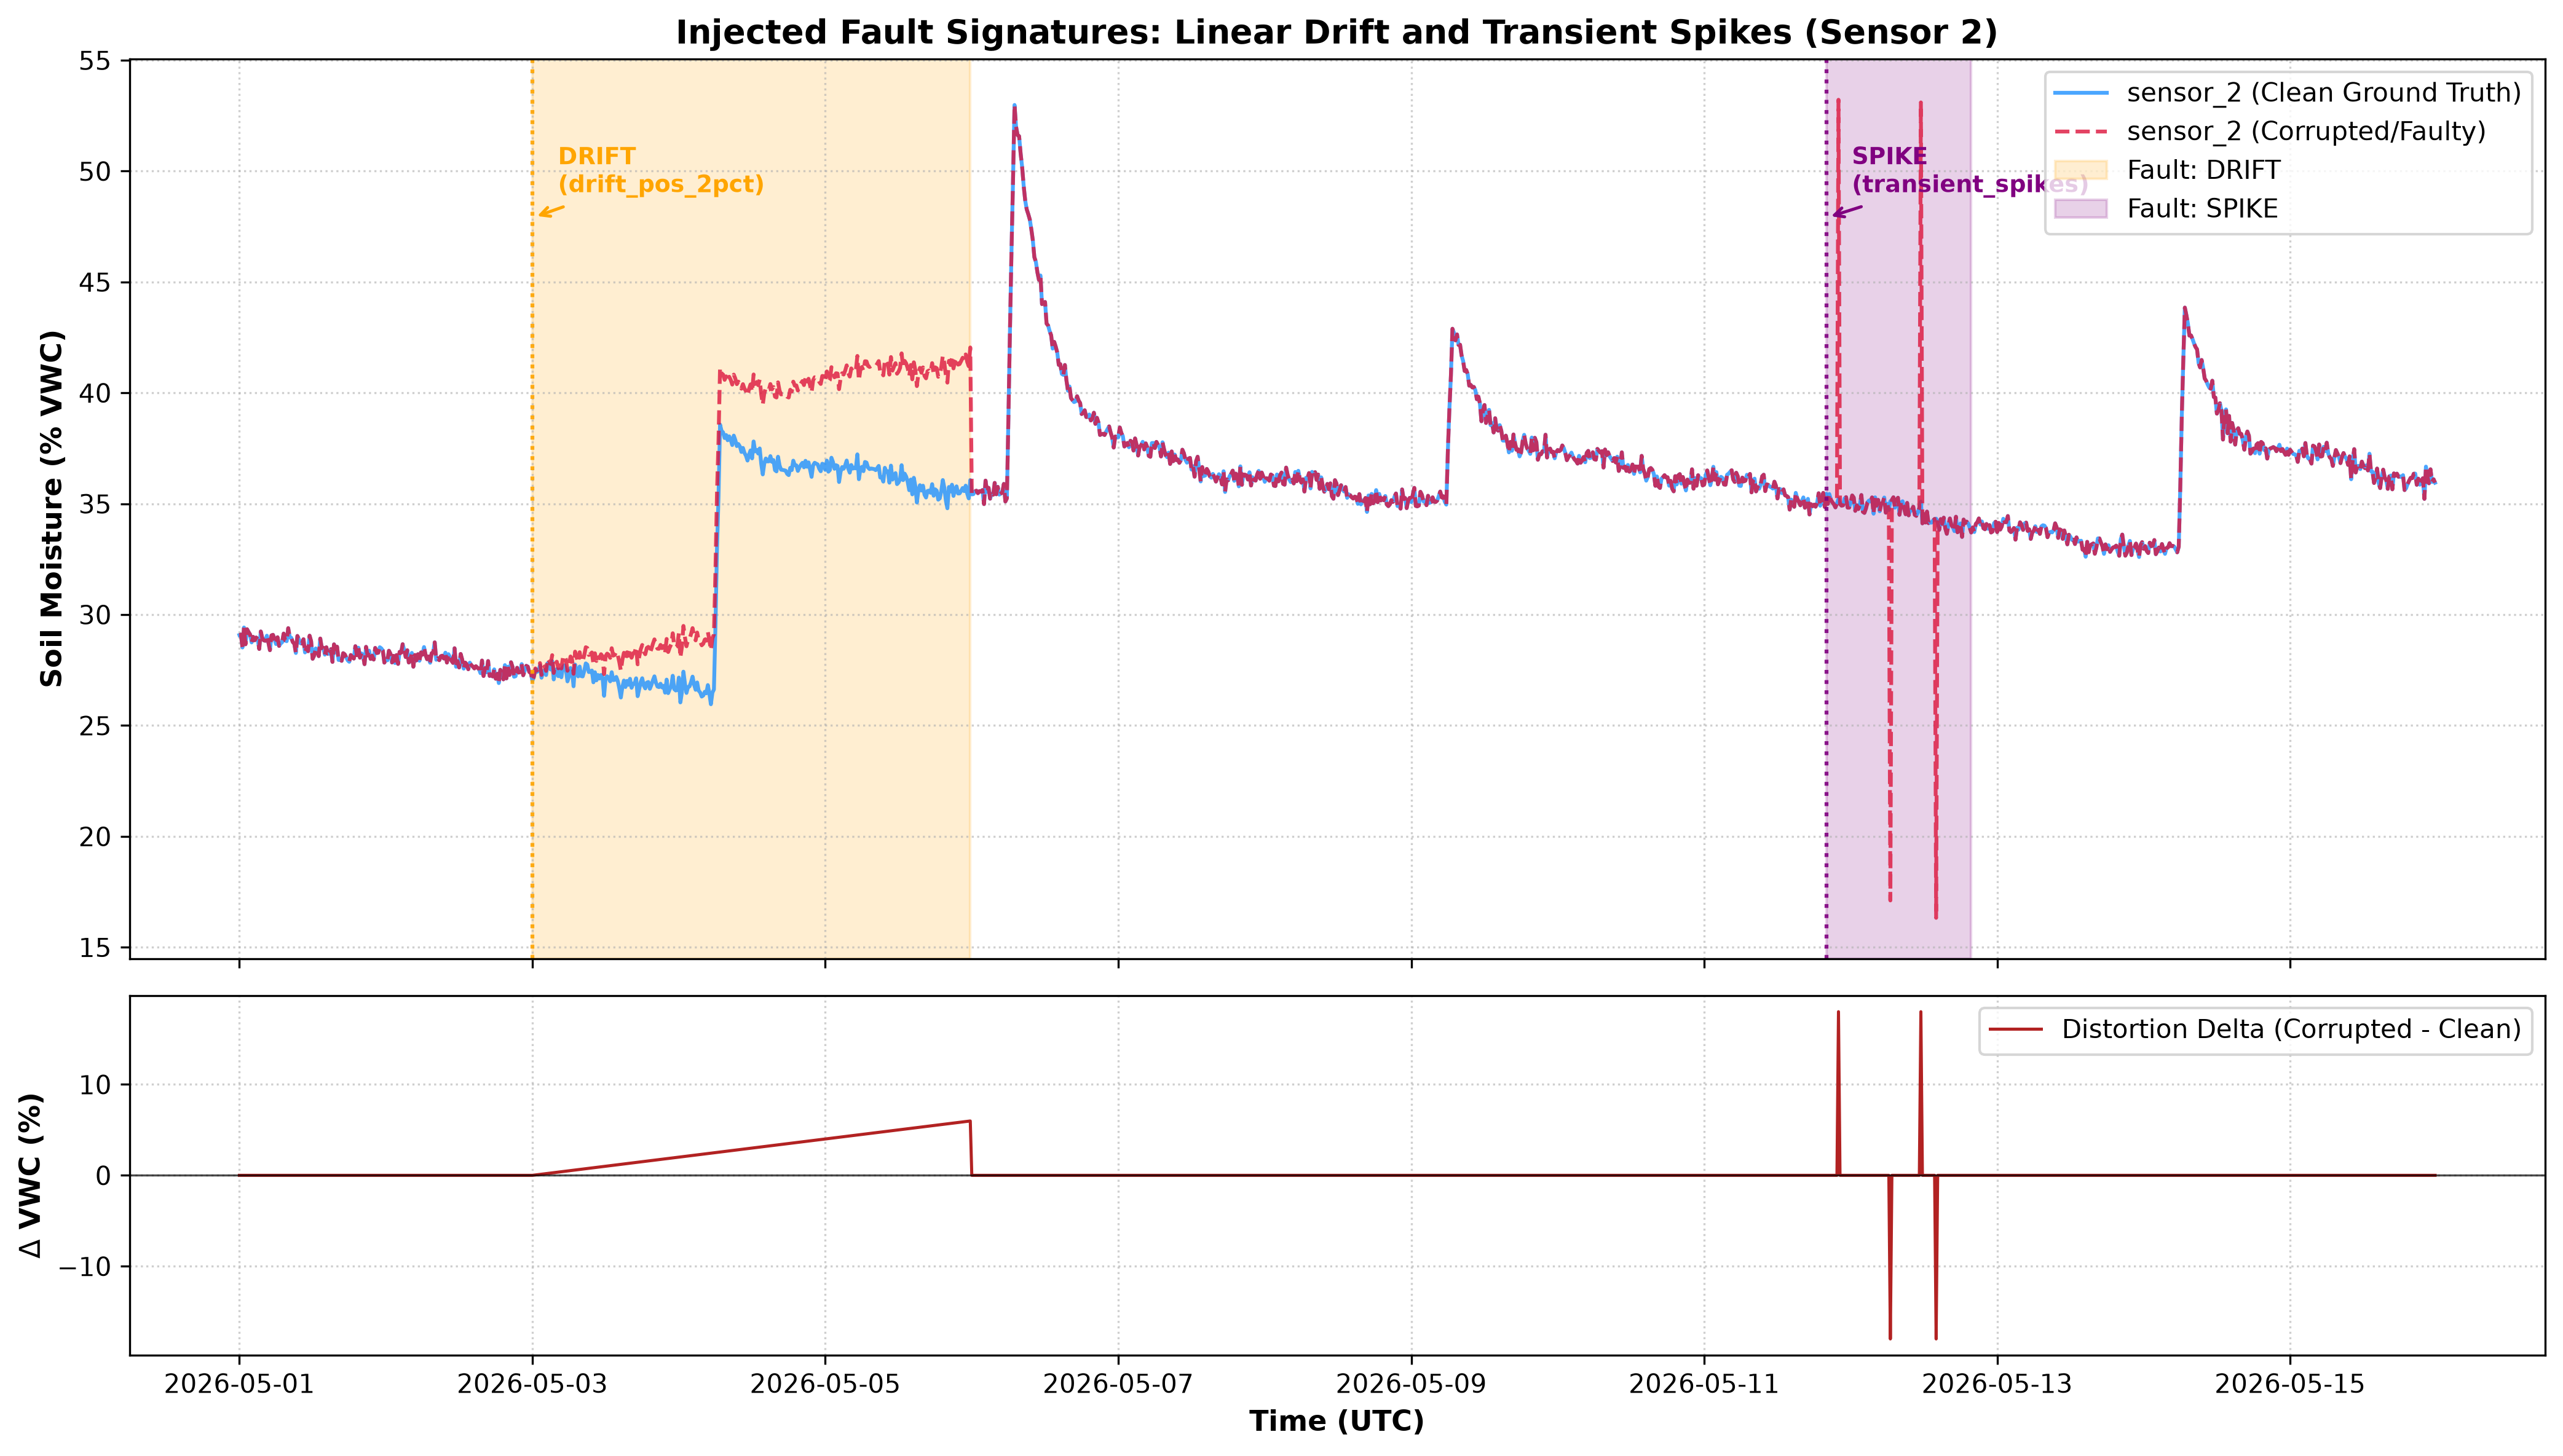 Injected Fault Signatures: Linear Drift and Transient Spikes (Sensor 2)
55
50
45
40
35
30
25
20
15
Soil Moisture (% VWC)
DRIFT
(drift_pos_2pct)
SPIKE
(transient_spikes)
sensor_2 (Clean Ground Truth)
sensor_2 (Corrupted/Faulty)
Fault: DRIFT
Fault: SPIKE
Distortion Delta (Corrupted - Clean)
10
0
−10
Δ VWC (%)
2026-05-01
2026-05-03
2026-05-05
2026-05-07
2026-05-09
2026-05-11
2026-05-13
2026-05-15
Time (UTC)